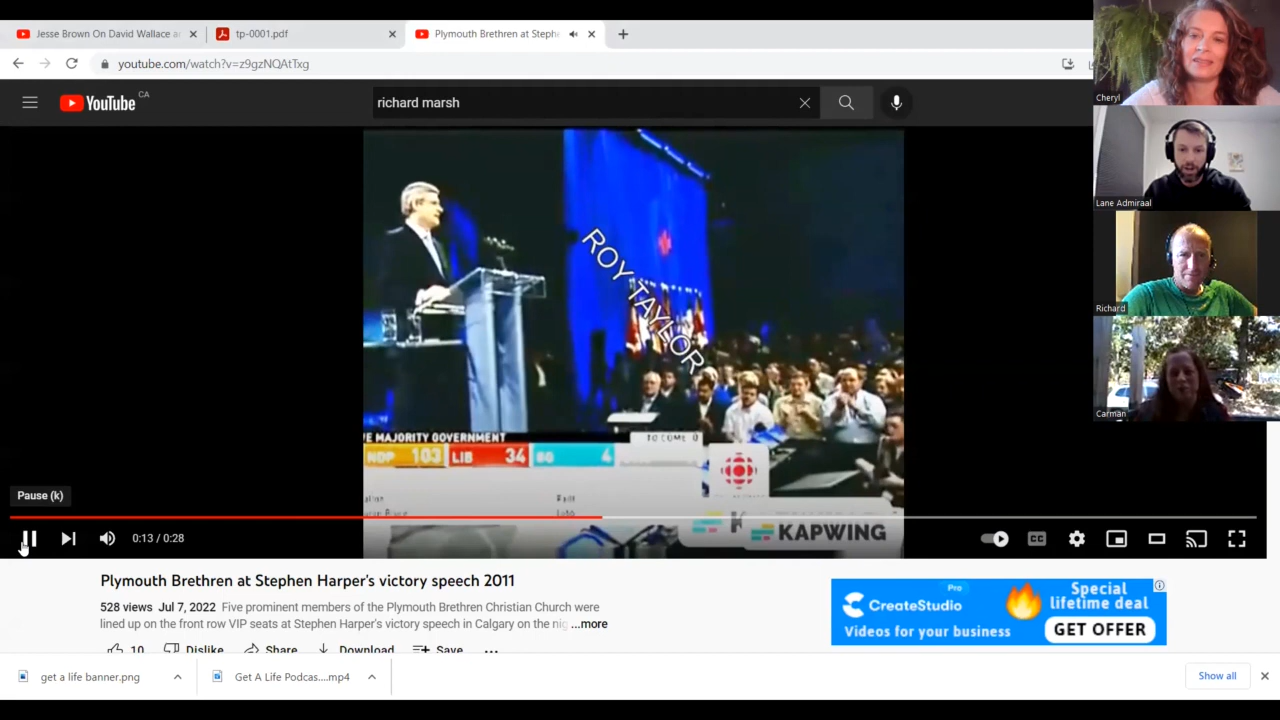 Jesse Brown On David Wallace a
tp-0001.pdf
Plymouth Brethren at Steph
youtube.com/watch?v=z9gzNQAtTxg
YouTube CA
richard marsh
Cheryl
Lane Admiraal
Richard
Carman
ROY TAYLOR
E MAJORITY GOVERNMENT
TO COME 0
NDP 103 LIB 34 BQ 4
KAPWING
Pause (k)
0:13 / 0:28
CC
Plymouth Brethren at Stephen Harper's victory speech 2011
528 views Jul 7, 2022 Five prominent members of the Plymouth Brethren Christian Church were
lined up on the front row VIP seats at Stephen Harper's victory speech in Calgary on the nig ...more
10 Dislike Share Download Save
Pro
CreateStudio
Videos for your business
Special
lifetime deal
GET OFFER
get a life banner.png
Get A Life Podcas....mp4
Show all